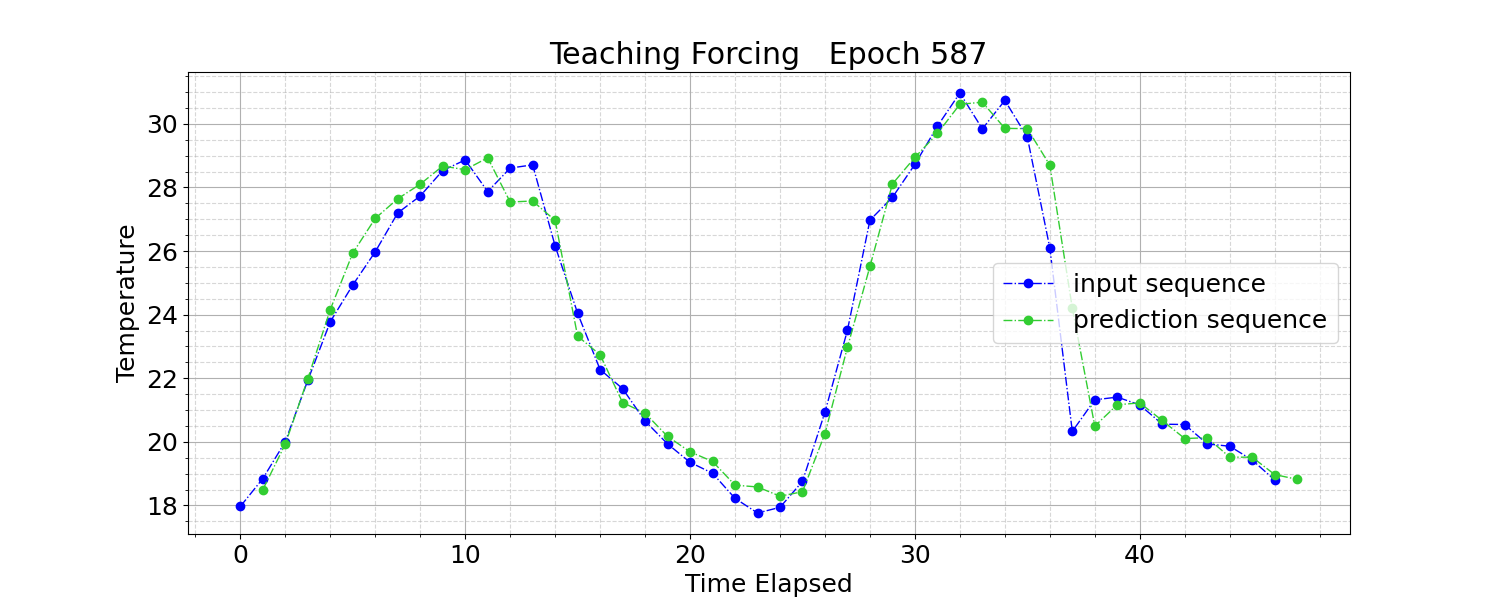 Teaching Forcing   Epoch 587
Temperature
30
28
26
24
22
20
18
input sequence
prediction sequence
0 10 20 30 40
Time Elapsed